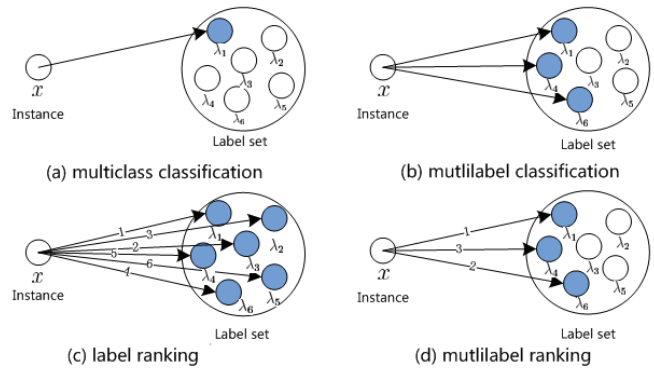 λ1
λ2
λ3
λ4
λ5
λ6
x
Instance
Label set
(a) multiclass classification
λ1
λ2
λ3
λ4
λ5
λ6
x
Instance
Label set
(b) mutlilabel classification
1
3
2
5
6
4
λ1
λ2
λ3
λ4
λ5
λ6
x
Instance
Label set
(c) label ranking
1
3
2
λ1
λ2
λ3
λ4
λ5
λ6
x
Instance
Label set
(d) mutlilabel ranking